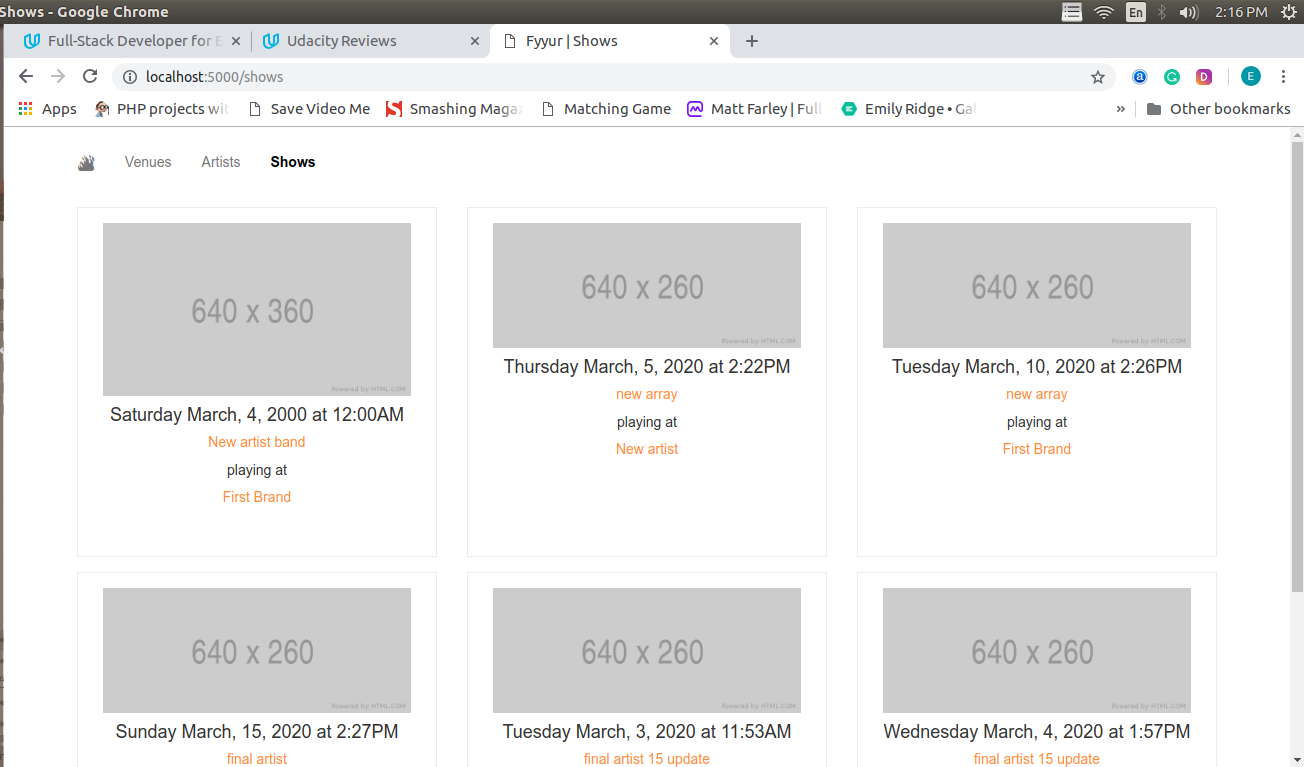 Shows - Google Chrome
En
2:16 PM
Full-Stack Developer for E
Udacity Reviews
Fyyur | Shows
localhost:5000/shows
a
G
D
E
Apps
PHP projects wit
Save Video Me
Smashing Magaz
Matching Game
Matt Farley | Full
Emily Ridge • Gal
»
Other bookmarks
Venues
Artists
Shows
640 x 360
Powered by HTML.COM
Saturday March, 4, 2000 at 12:00AM
New artist band
playing at
First Brand
640 x 260
Powered by HTML.COM
Thursday March, 5, 2020 at 2:22PM
new array
playing at
New artist
640 x 260
Powered by HTML.COM
Tuesday March, 10, 2020 at 2:26PM
new array
playing at
First Brand
640 x 260
Powered by HTML.COM
Sunday March, 15, 2020 at 2:27PM
final artist
640 x 260
Powered by HTML.COM
Tuesday March, 3, 2020 at 11:53AM
final artist 15 update
640 x 260
Powered by HTML.COM
Wednesday March, 4, 2020 at 1:57PM
final artist 15 update